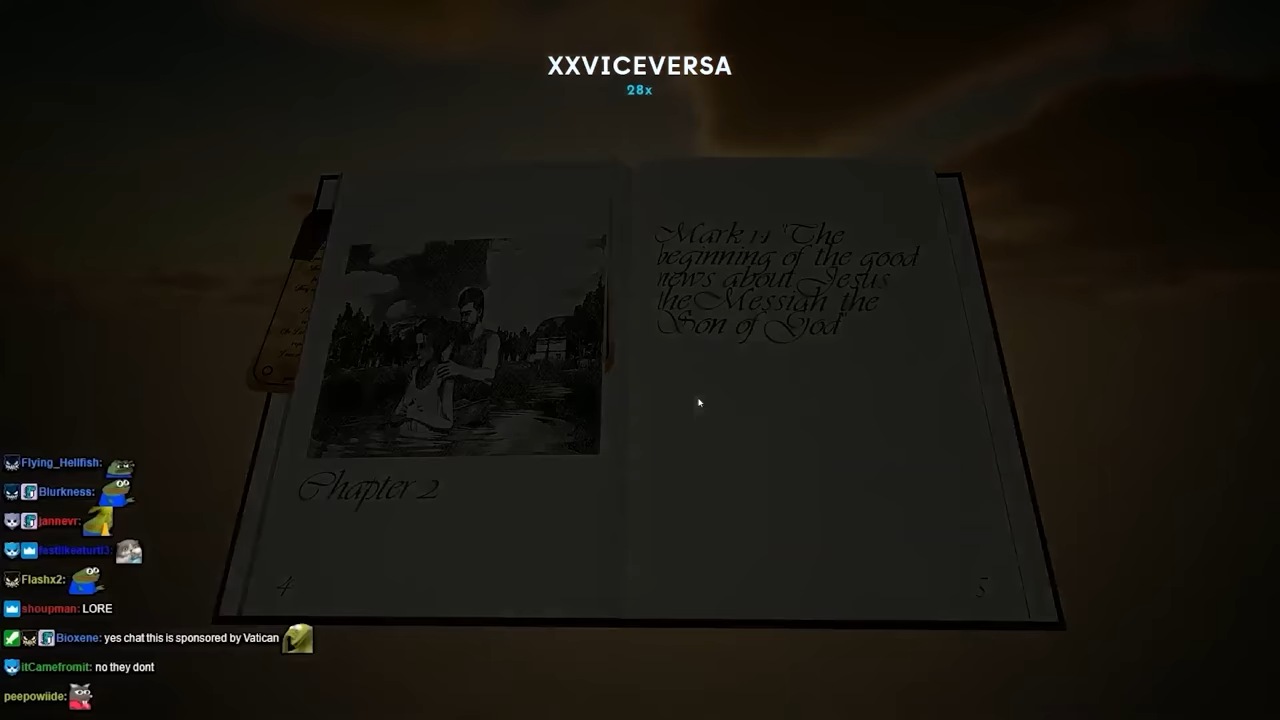 XXVICEVERSA
28x
Mark 1:1 "The
beginning of the good
news about Jesus
the Messiah the
Son of God"
Chapter 2
4
5
Flying_Hellfish:
Blurkness:
jannevr:
Flashx2:
shoupman: LORE
Bioxene: yes chat this is sponsored by Vatican
itCamefromit: no they dont
peepowiide: